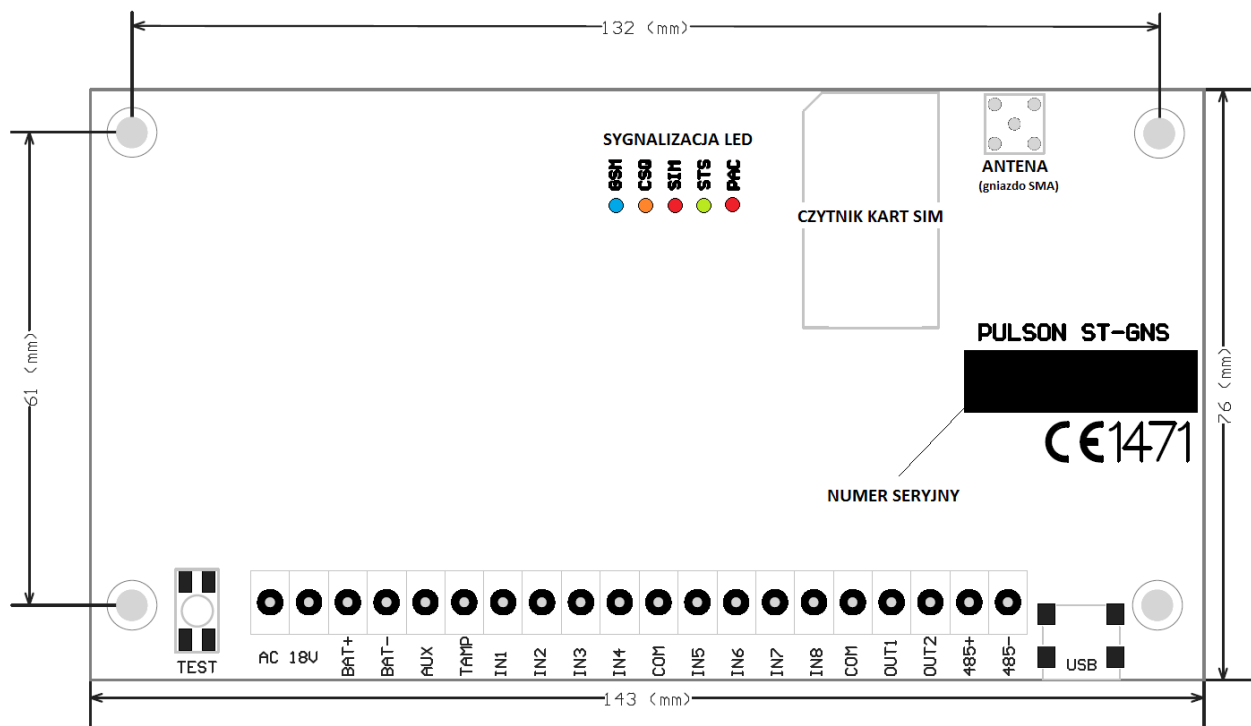 132 (mm)
SYGNALIZACJA LED
GSM
CSQ
SIM
STS
PAC
ANTENA
(gniazdo SMA)
CZYTNIK KART SIM
61 (mm)
76 (mm)
PULSON ST-GNS
CE1471
NUMER SERYJNY
TEST
AC 18V
BAT+
BAT-
AUX
TAMP
IN1
IN2
IN3
IN4
COM
IN5
IN6
IN7
IN8
COM
OUT1
OUT2
485+
485-
USB
143 (mm)